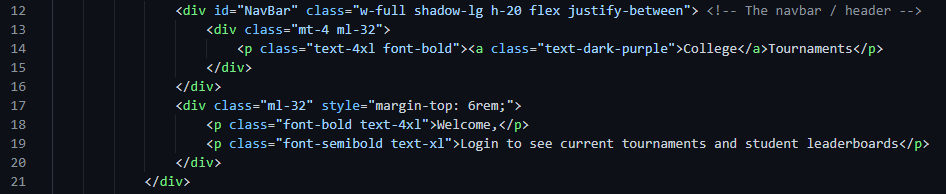 12 <div id="NavBar" class="w-full shadow-lg h-20 flex justify-between"> <!-- The navbar / header -->
13 <div class="mt-4 ml-32">
14 <p class="text-4xl font-bold"><a class="text-dark-purple">College</a>Tournaments</p>
15 </div>
16 </div>
17 <div class="ml-32" style="margin-top: 6rem;">
18 <p class="font-bold text-4xl">Welcome,</p>
19 <p class="font-semibold text-xl">Login to see current tournaments and student leaderboards</p>
20 </div>
21 </div>